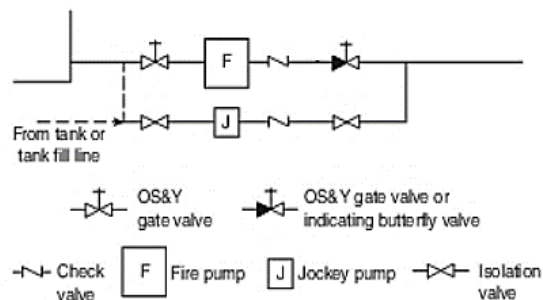 F
J
From tank or
tank fill line
OS&Y
gate valve
OS&Y gate valve or
indicating butterfly valve
Check
valve
F
Fire pump
J
Jockey pump
Isolation
valve